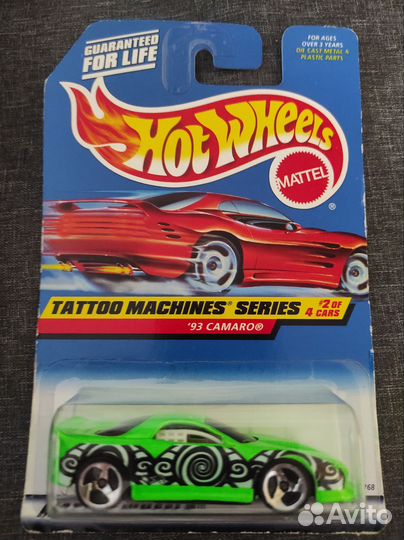 GUARANTEED
FOR LIFE
FOR AGES
OVER 3 YEARS
DIE CAST METAL &
PLASTIC PARTS
HOT WHEELS
®
MATTEL
®
TATTOO MACHINES® SERIES #2 OF
4 CARS
'93 CAMARO®
Avito